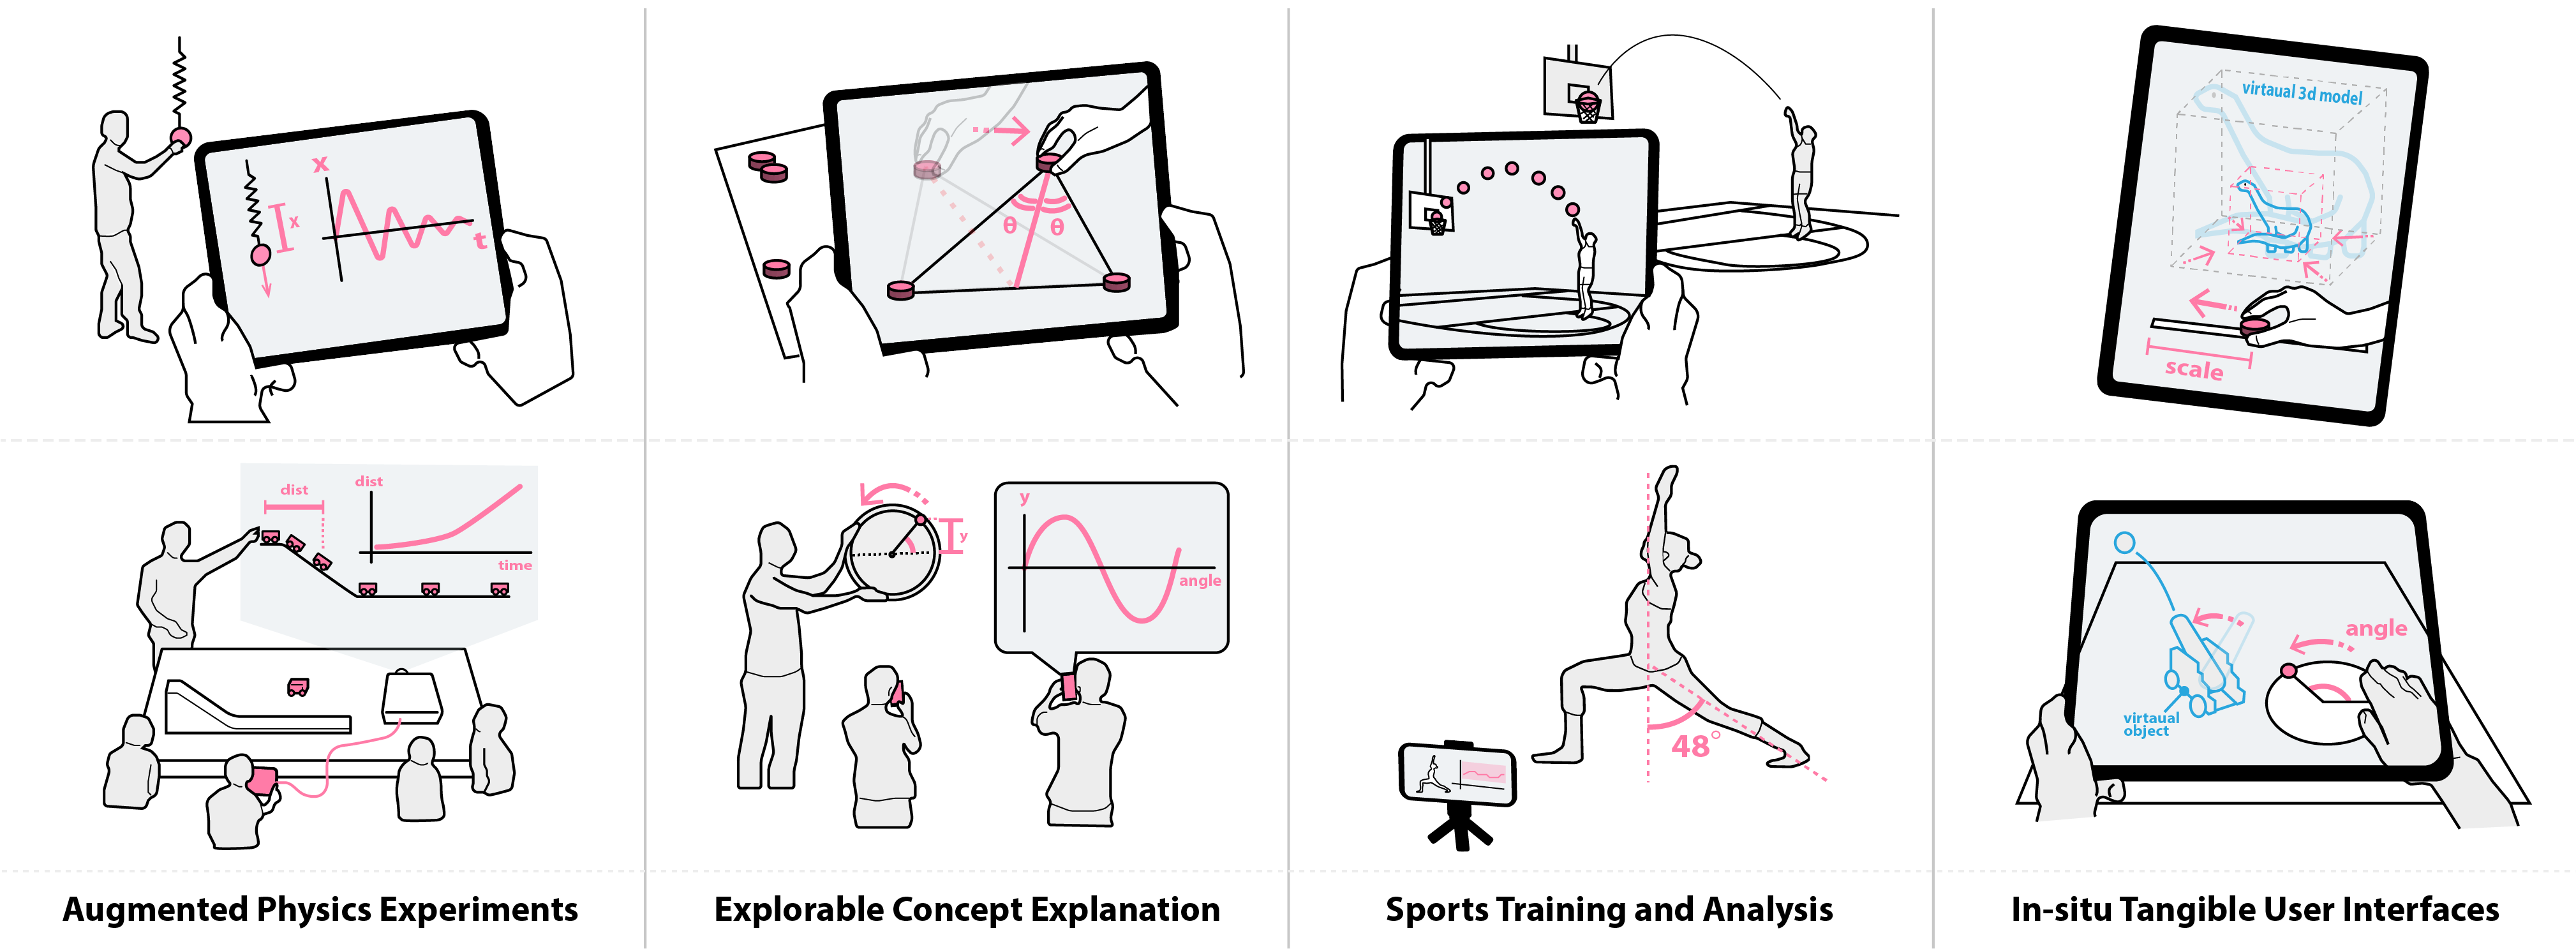 x
x
t
θ
θ
virtaual 3d model
scale
dist
dist
time
y
y
angle
48°
angle
virtaual
object
Augmented Physics Experiments
Explorable Concept Explanation
Sports Training and Analysis
In-situ Tangible User Interfaces